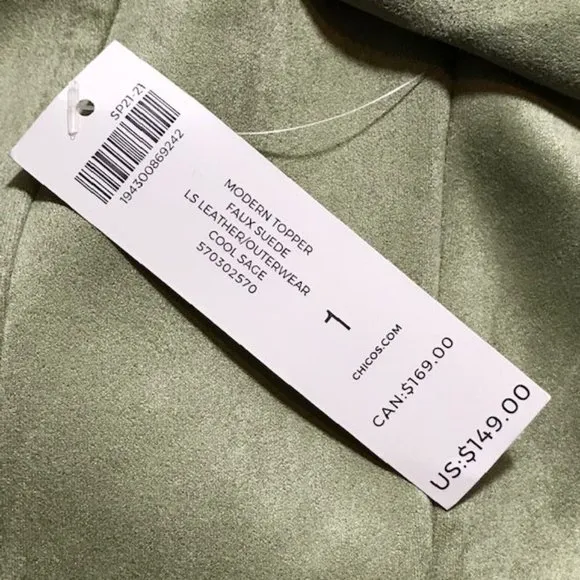 SP21-21
194300869242
MODERN TOPPER
FAUX SUEDE
LS LEATHER/OUTERWEAR
COOL SAGE
570302570
1
CHICOS.COM
CAN:$169.00
US:$149.00